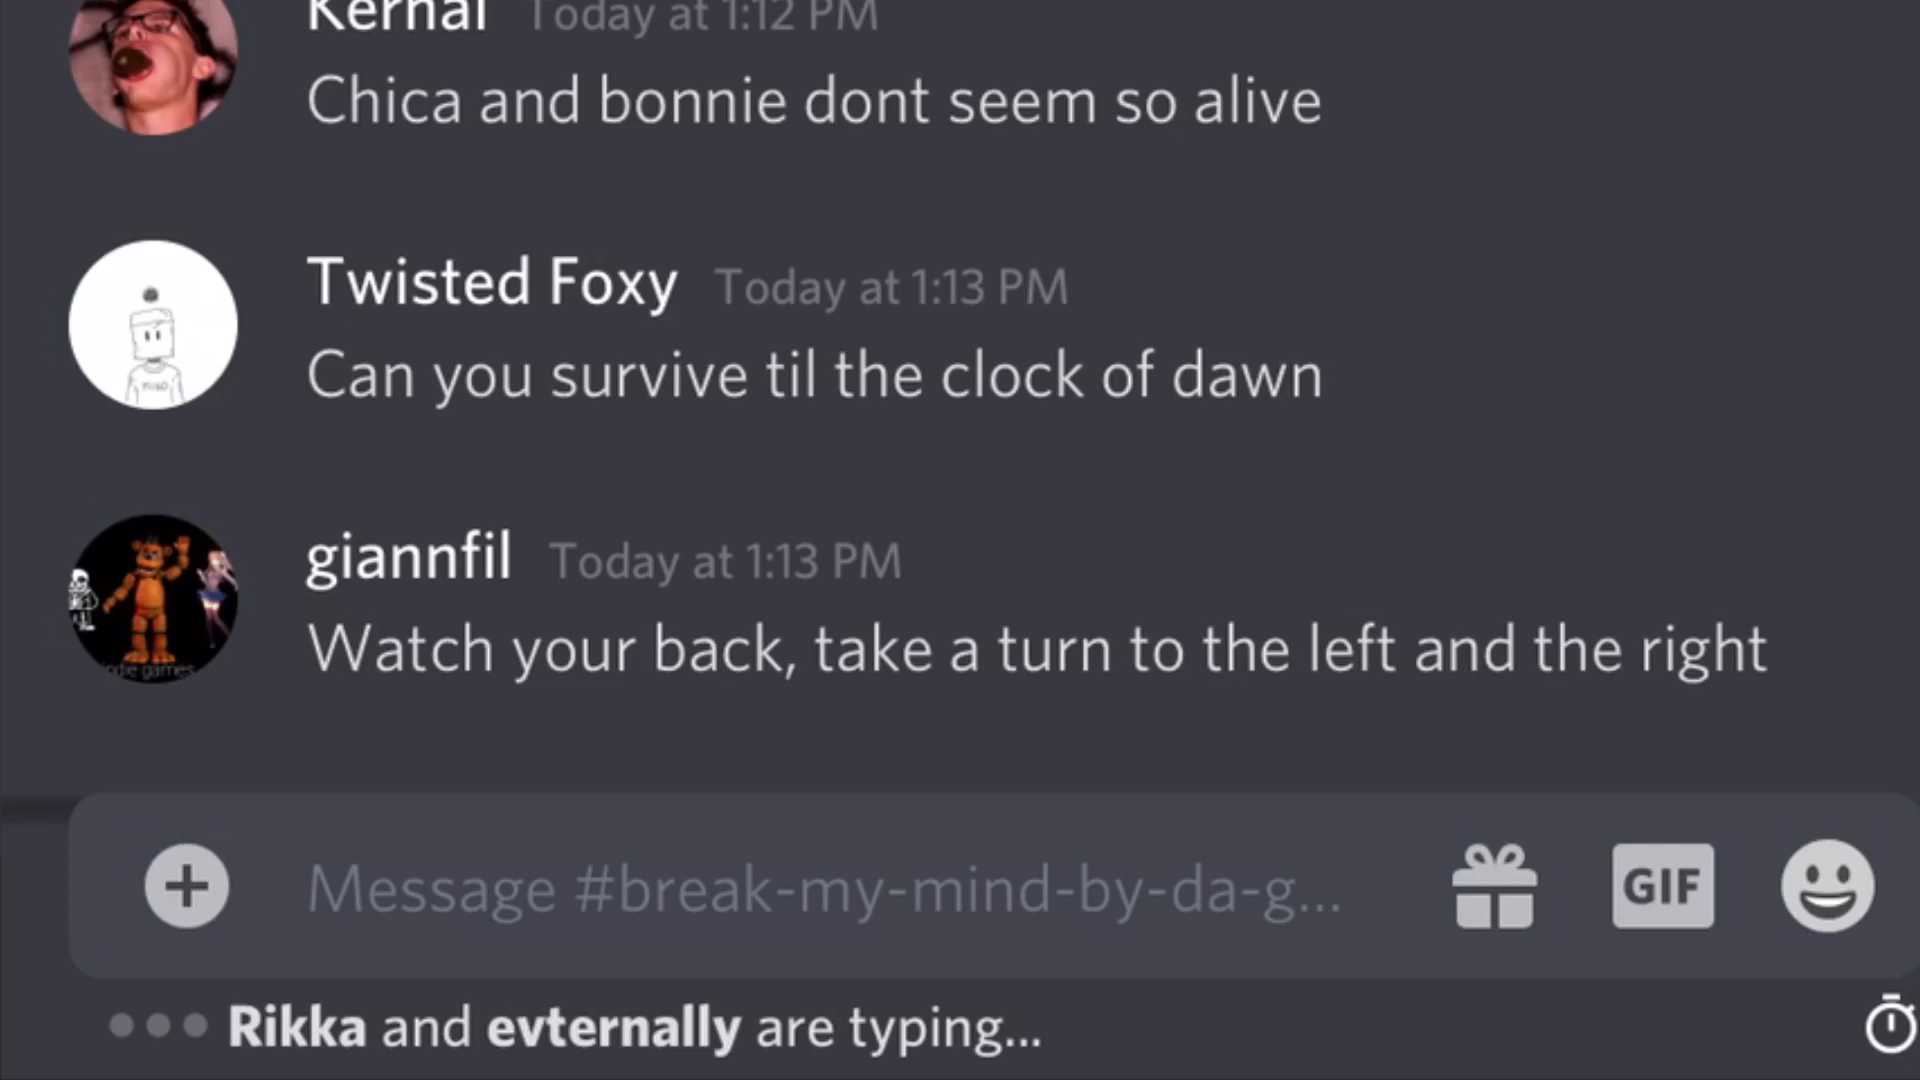 Kernal Today at 1:12 PM
Chica and bonnie dont seem so alive
Twisted Foxy Today at 1:13 PM
Can you survive til the clock of dawn
giannfil Today at 1:13 PM
indie games
Watch your back, take a turn to the left and the right
Message #break-my-mind-by-da-g...
GIF
Rikka and evternally are typing...